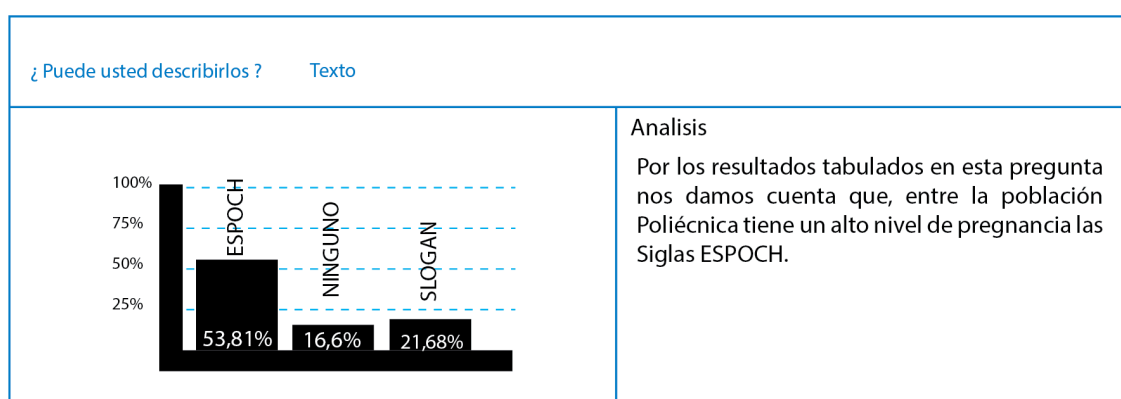 ¿ Puede usted describirlos ? Texto
100%
75%
50%
25%
ESPOCH
NINGUNO
SLOGAN
53,81%
16,6%
21,68%
Analisis
Por los resultados tabulados en esta pregunta
nos damos cuenta que, entre la población
Poliécnica tiene un alto nivel de pregnancia las
Siglas ESPOCH.